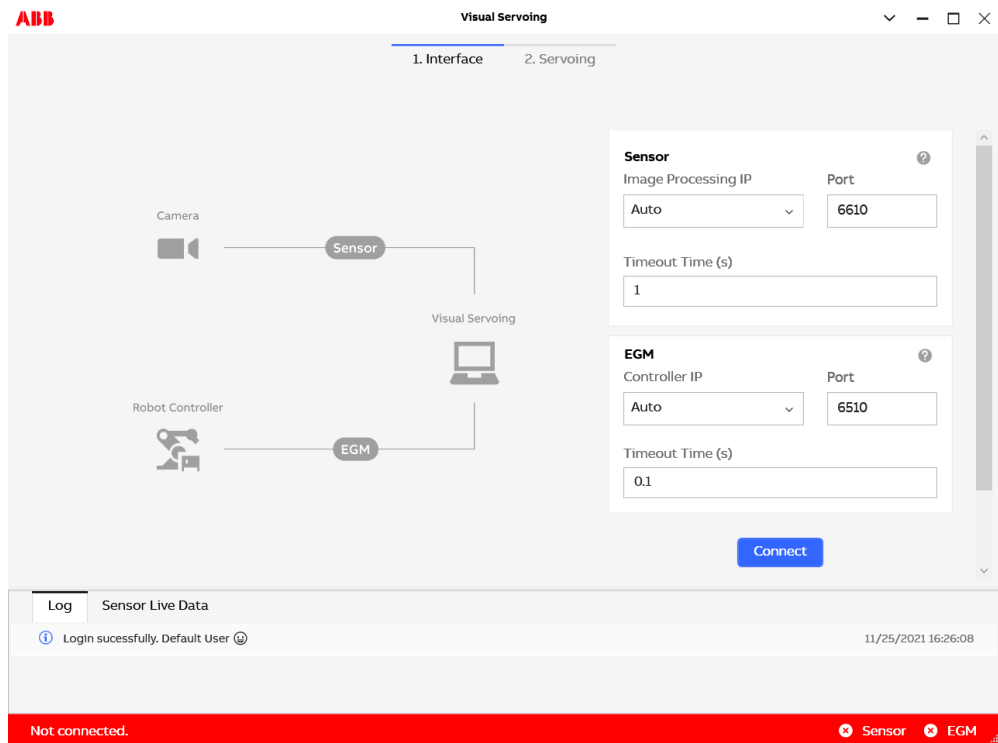 ABB
Visual Servoing
1. Interface
2. Servoing
Camera
Sensor
Visual Servoing
Robot Controller
EGM
Sensor
Image Processing IP
Port
Auto
6610
Timeout Time (s)
1
EGM
Controller IP
Port
Auto
6510
Timeout Time (s)
0.1
Connect
Log
Sensor Live Data
Login sucessfully. Default User
11/25/2021 16:26:08
Not connected.
Sensor
EGM